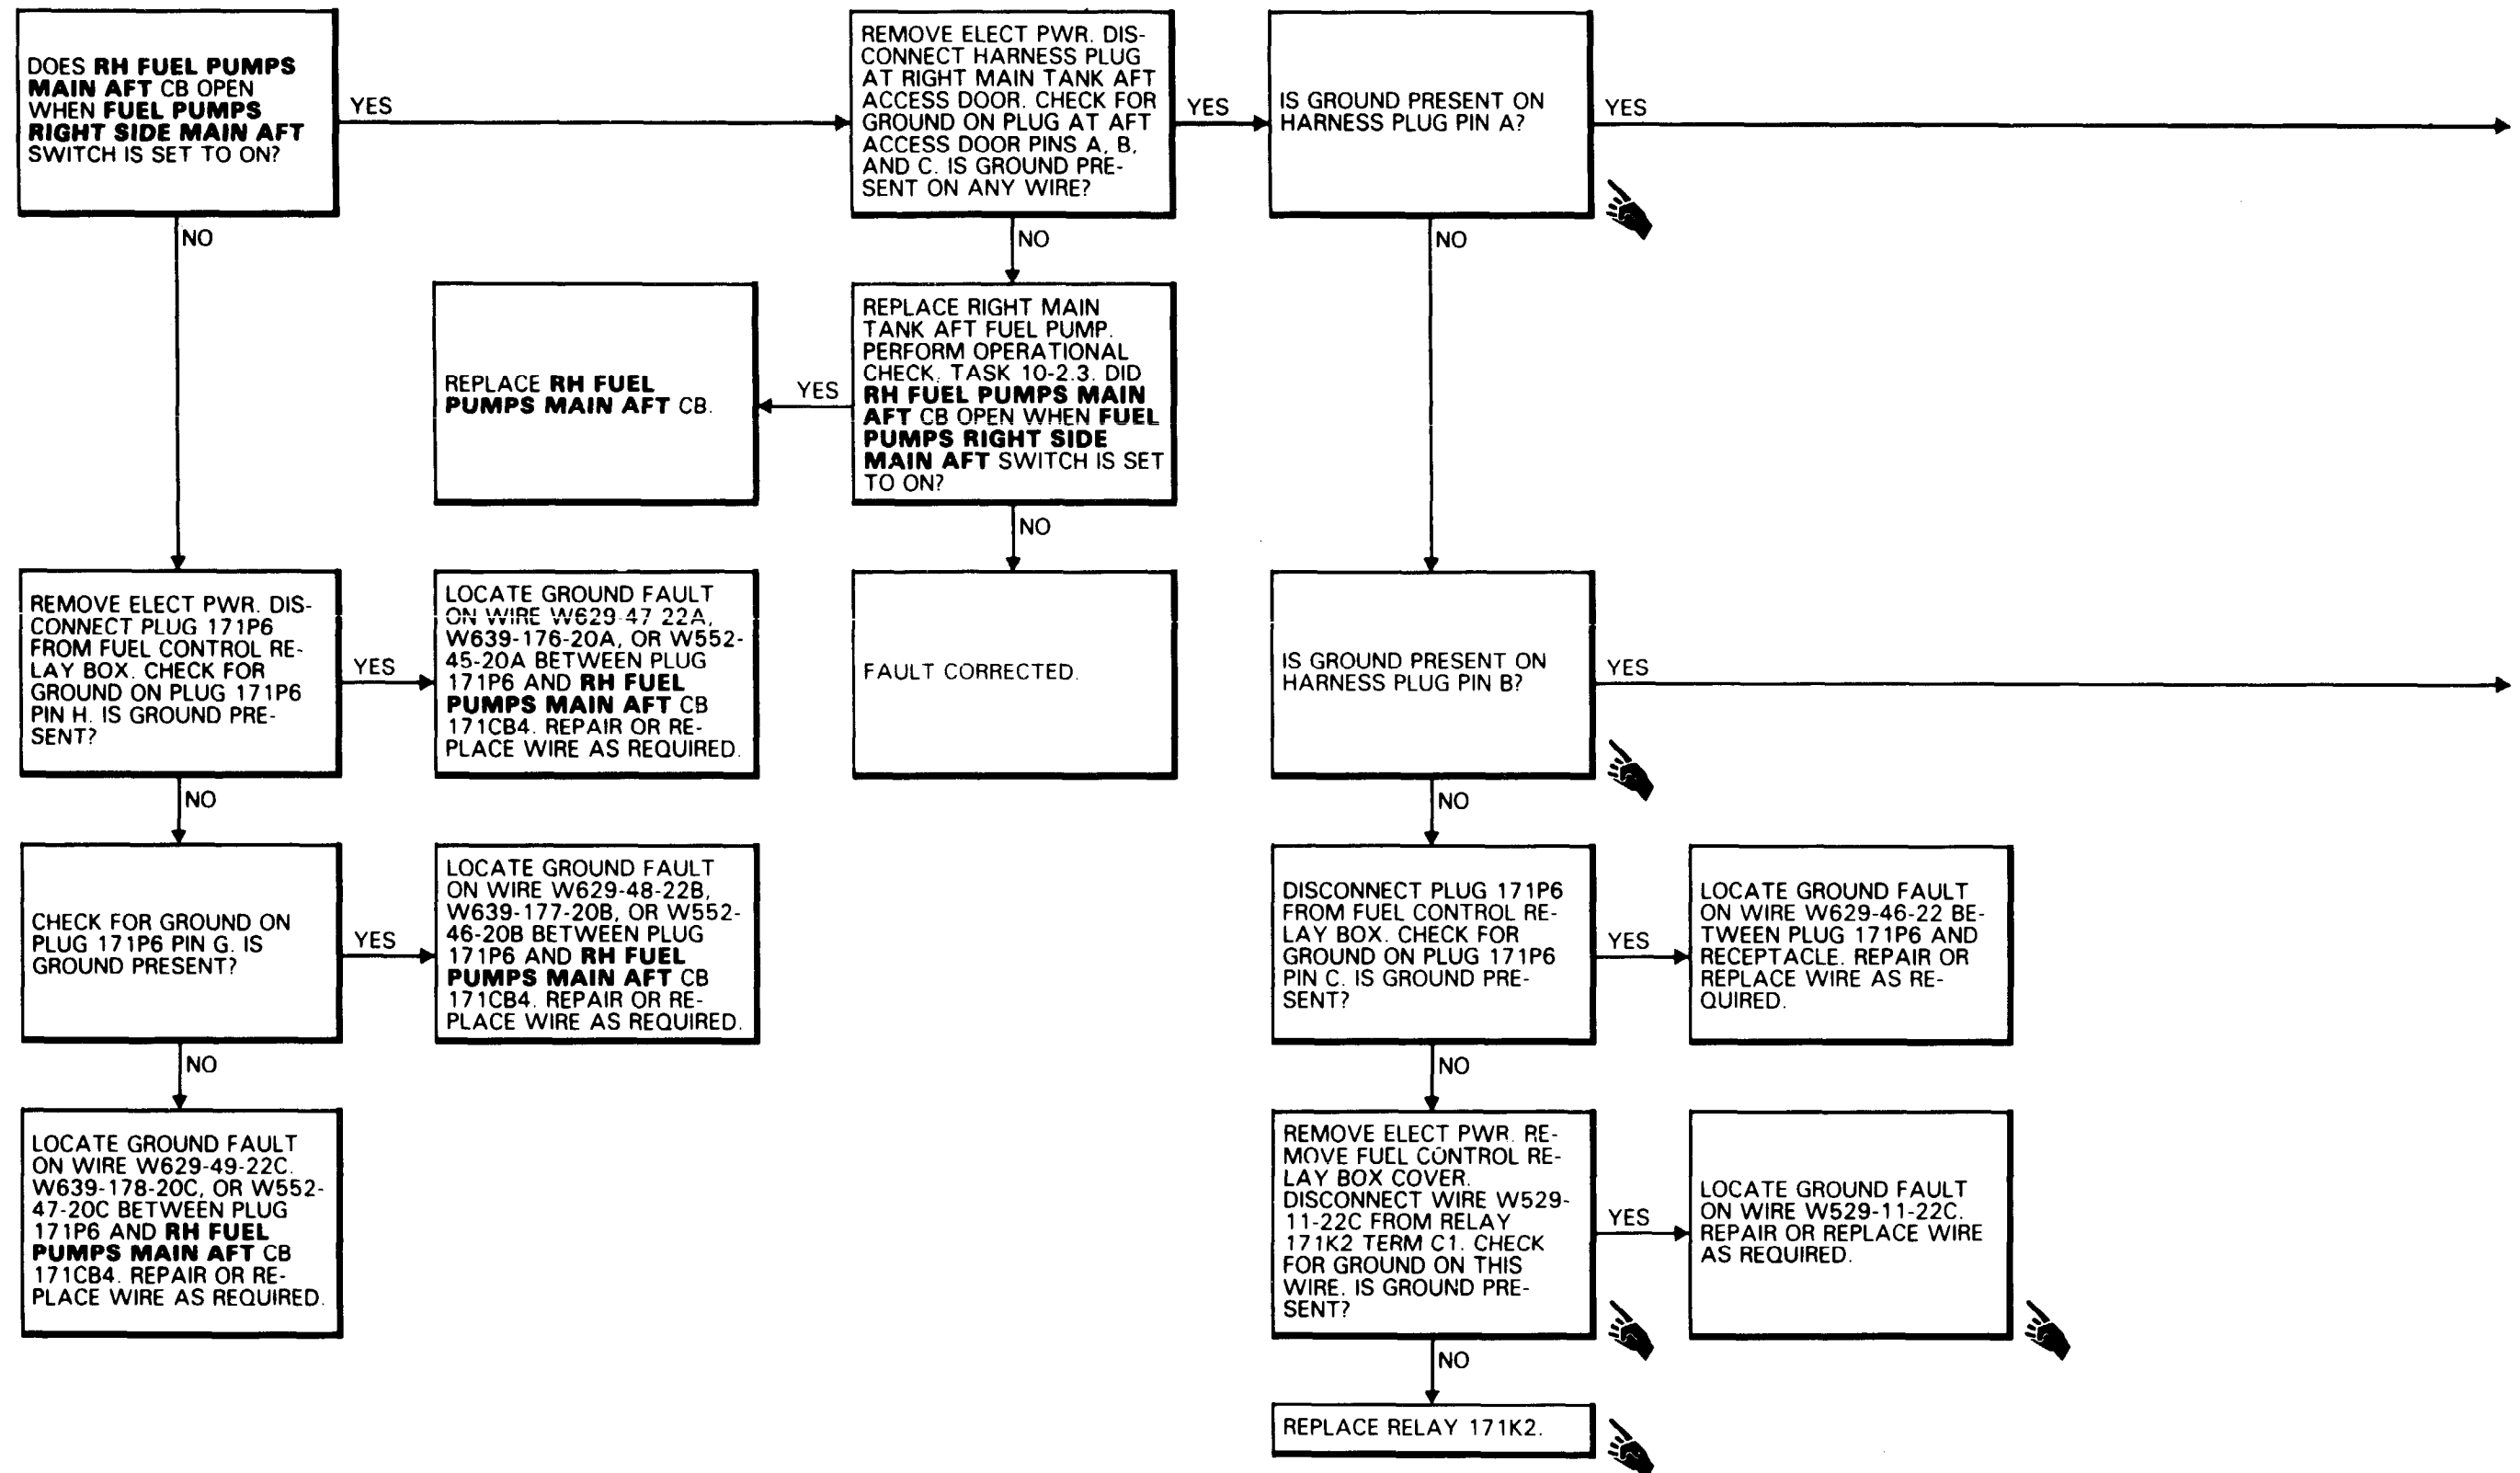 DOES RH FUEL PUMPS
MAIN AFT CB OPEN
WHEN FUEL PUMPS
RIGHT SIDE MAIN AFT
SWITCH IS SET TO ON?
YES
NO
REMOVE ELECT PWR. DIS-
CONNECT HARNESS PLUG
AT RIGHT MAIN TANK AFT
ACCESS DOOR. CHECK FOR
GROUND ON PLUG AT AFT
ACCESS DOOR PINS A, B,
AND C. IS GROUND PRE-
SENT ON ANY WIRE?
YES
NO
IS GROUND PRESENT ON
HARNESS PLUG PIN A?
YES
NO
REPLACE RH FUEL
PUMPS MAIN AFT CB.
YES
REPLACE RIGHT MAIN
TANK AFT FUEL PUMP.
PERFORM OPERATIONAL
CHECK, TASK 10-2.3. DID
RH FUEL PUMPS MAIN
AFT CB OPEN WHEN FUEL
PUMPS RIGHT SIDE
MAIN AFT SWITCH IS SET
TO ON?
NO
REMOVE ELECT PWR. DIS-
CONNECT PLUG 171P6
FROM FUEL CONTROL RE-
LAY BOX. CHECK FOR
GROUND ON PLUG 171P6
PIN H. IS GROUND PRE-
SENT?
YES
NO
LOCATE GROUND FAULT
ON WIRE W629-47-22A,
W639-176-20A, OR W552-
45-20A BETWEEN PLUG
171P6 AND RH FUEL
PUMPS MAIN AFT CB
171CB4. REPAIR OR RE-
PLACE WIRE AS REQUIRED.
FAULT CORRECTED.
IS GROUND PRESENT ON
HARNESS PLUG PIN B?
YES
NO
CHECK FOR GROUND ON
PLUG 171P6 PIN G. IS
GROUND PRESENT?
YES
NO
LOCATE GROUND FAULT
ON WIRE W629-48-22B,
W639-177-20B, OR W552-
46-20B BETWEEN PLUG
171P6 AND RH FUEL
PUMPS MAIN AFT CB
171CB4. REPAIR OR RE-
PLACE WIRE AS REQUIRED.
DISCONNECT PLUG 171P6
FROM FUEL CONTROL RE-
LAY BOX. CHECK FOR
GROUND ON PLUG 171P6
PIN C. IS GROUND PRE-
SENT?
YES
NO
LOCATE GROUND FAULT
ON WIRE W629-46-22 BE-
TWEEN PLUG 171P6 AND
RECEPTACLE. REPAIR OR
REPLACE WIRE AS RE-
QUIRED.
LOCATE GROUND FAULT
ON WIRE W629-49-22C.
W639-178-20C, OR W552-
47-20C BETWEEN PLUG
171P6 AND RH FUEL
PUMPS MAIN AFT CB
171CB4. REPAIR OR RE-
PLACE WIRE AS REQUIRED.
REMOVE ELECT PWR. RE-
MOVE FUEL CONTROL RE-
LAY BOX COVER.
DISCONNECT WIRE W529-
11-22C FROM RELAY
171K2 TERM C1. CHECK
FOR GROUND ON THIS
WIRE. IS GROUND PRE-
SENT?
YES
NO
LOCATE GROUND FAULT
ON WIRE W529-11-22C.
REPAIR OR REPLACE WIRE
AS REQUIRED.
REPLACE RELAY 171K2.